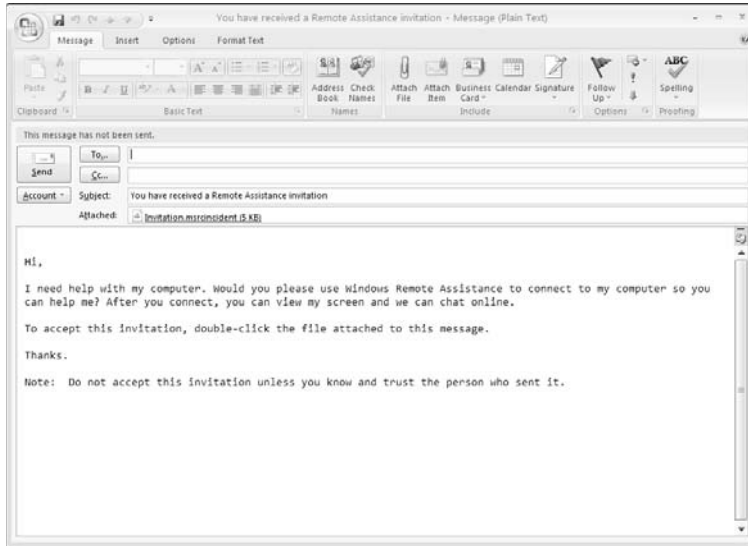 You have received a Remote Assistance invitation - Message (Plain Text)
Message Insert Options Format Text
Paste
Clipboard
B I U
Basic Text
Address Book
Check Names
Names
Attach File
Attach Item
Business Card
Calendar
Signature
Include
Follow Up
Options
ABC
Spelling
Proofing
This message has not been sent.
Send
To...
Cc...
Account
Subject: You have received a Remote Assistance invitation
Attached: Invitation.msrcincident (5 KB)
Hi,
I need help with my computer. Would you please use Windows Remote Assistance to connect to my computer so you
can help me? After you connect, you can view my screen and we can chat online.
To accept this invitation, double-click the file attached to this message.
Thanks.
Note: Do not accept this invitation unless you know and trust the person who sent it.